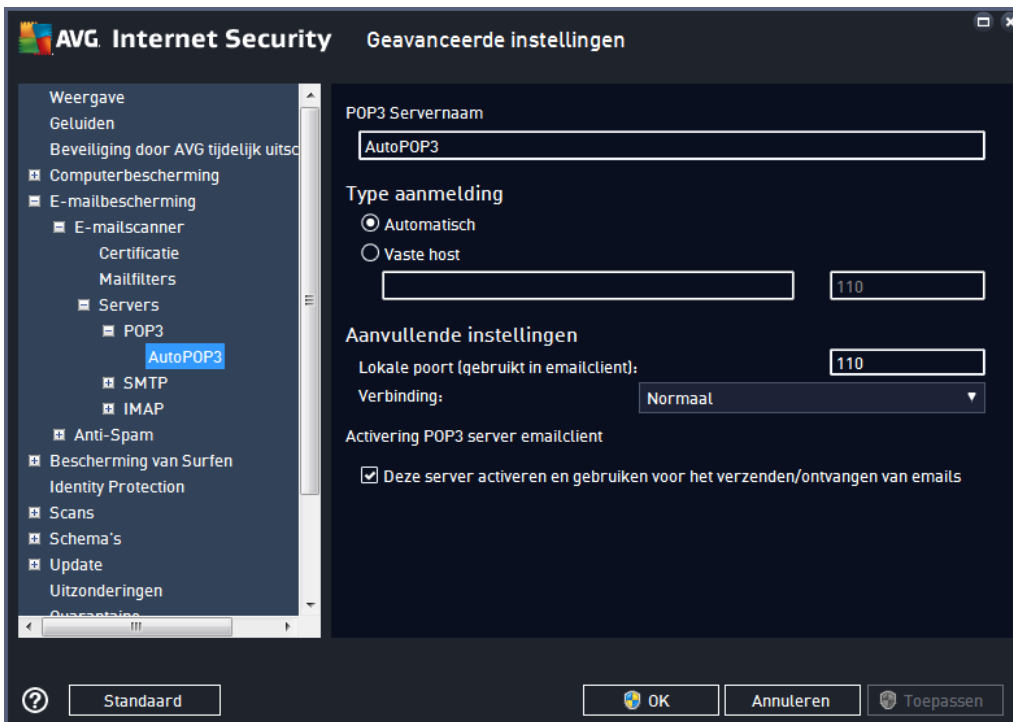 AVG. Internet Security Geavanceerde instellingen
Weergave
Geluiden
Beveiliging door AVG tijdelijk uitsc
Computerbescherming
E-mailbescherming
E-mailscanner
Certificatie
Mailfilters
Servers
POP3
AutoPOP3
SMTP
IMAP
Anti-Spam
Bescherming van Surfen
Identity Protection
Scans
Schema's
Update
Uitzonderingen
Quarantaine
POP3 Servernaam
AutoPOP3
Type aanmelding
Automatisch
Vaste host
110
Aanvullende instellingen
Lokale poort (gebruikt in emailclient): 110
Verbinding: Normaal
Activering POP3 server emailclient
Deze server activeren en gebruiken voor het verzenden/ontvangen van emails
? Standaard OK Annuleren Toepassen